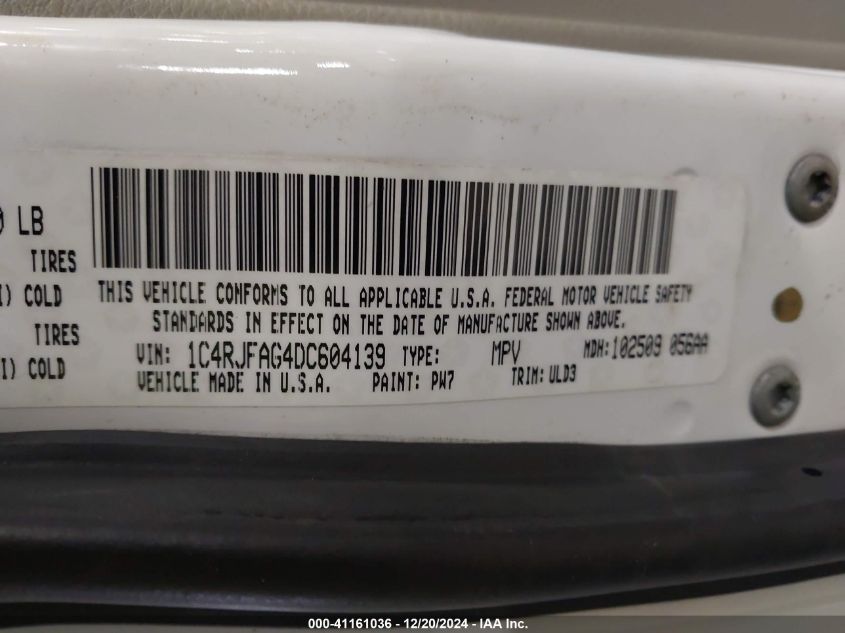 LB
TIRES
THIS VEHICLE CONFORMS TO ALL APPLICABLE U.S.A. FEDERAL MOTOR VEHICLE SAFETY
COLD
STANDARDS IN EFFECT ON THE DATE OF MANUFACTURE SHOWN ABOVE.
TIRES
VIN: 1C4RJFAG4DC604139 TYPE: MPV MDH:102509 056AA
COLD
VEHICLE MADE IN U.S.A. PAINT: PW7 TRIM:ULD3
000-41161036 - 12/20/2024 - IAA Inc.